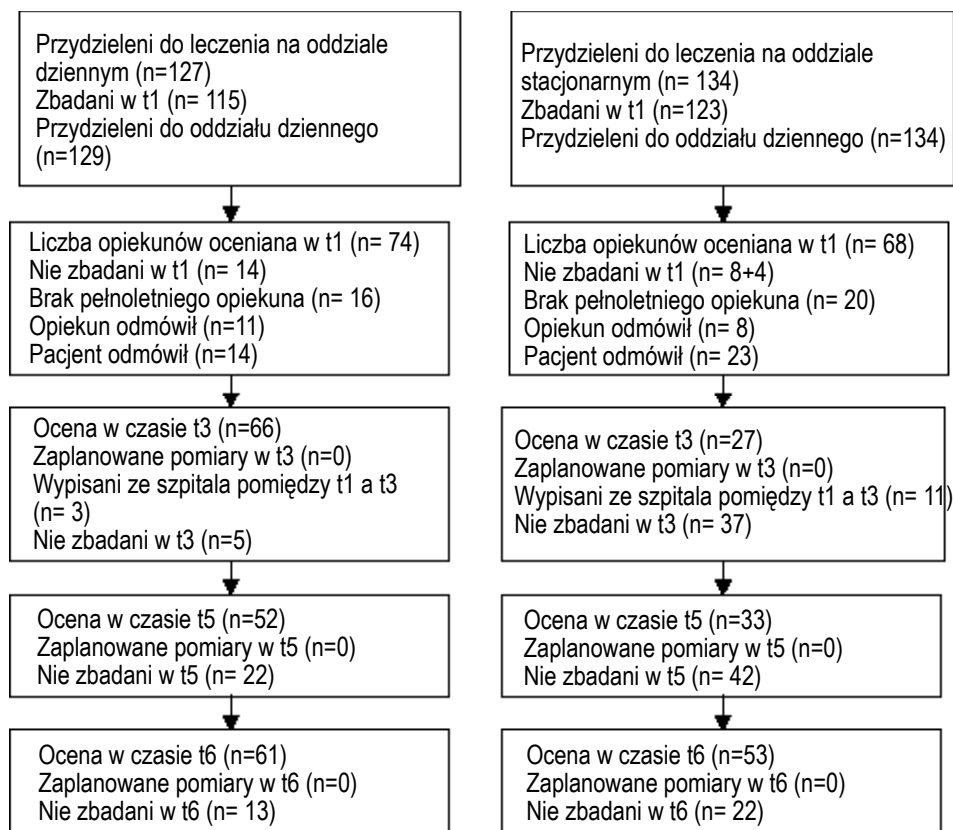 Przydzieleni do leczenia na oddziale
dziennym (n=127)
Zbadani w t1 (n= 115)
Przydzieleni do oddziału dziennego
(n=129)
Przydzieleni do leczenia na oddziale
stacjonarnym (n= 134)
Zbadani w t1 (n=123)
Przydzieleni do oddziału dziennego (n=134)
Liczba opiekunów oceniana w t1 (n= 74)
Nie zbadani w t1 (n= 14)
Brak pełnoletniego opiekuna (n= 16)
Opiekun odmówił (n=11)
Pacjent odmówił (n=14)
Liczba opiekunów oceniana w t1 (n= 68)
Nie zbadani w t1 (n= 8+4)
Brak pełnoletniego opiekuna (n= 20)
Opiekun odmówił (n= 8)
Pacjent odmówił (n= 23)
Ocena w czasie t3 (n=66)
Zaplanowane pomiary w t3 (n=0)
Wypisani ze szpitala pomiędzy t1 a t3
(n= 3)
Nie zbadani w t3 (n=5)
Ocena w czasie t3 (n=27)
Zaplanowane pomiary w t3 (n=0)
Wypisani ze szpitala pomiędzy t1 a t3 (n= 11)
Nie zbadani w t3 (n= 37)
Ocena w czasie t5 (n=52)
Zaplanowane pomiary w t5 (n=0)
Nie zbadani w t5 (n= 22)
Ocena w czasie t5 (n=33)
Zaplanowane pomiary w t5 (n=0)
Nie zbadani w t5 (n= 42)
Ocena w czasie t6 (n=61)
Zaplanowane pomiary w t6 (n=0)
Nie zbadani w t6 (n= 13)
Ocena w czasie t6 (n=53)
Zaplanowane pomiary w t6 (n=0)
Nie zbadani w t6 (n= 22)